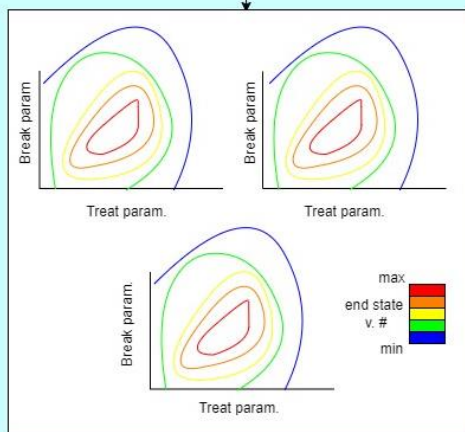 Break param
Treat param.
Break param
Treat param.
Break param.
Treat param.
max
end state
v. #
min